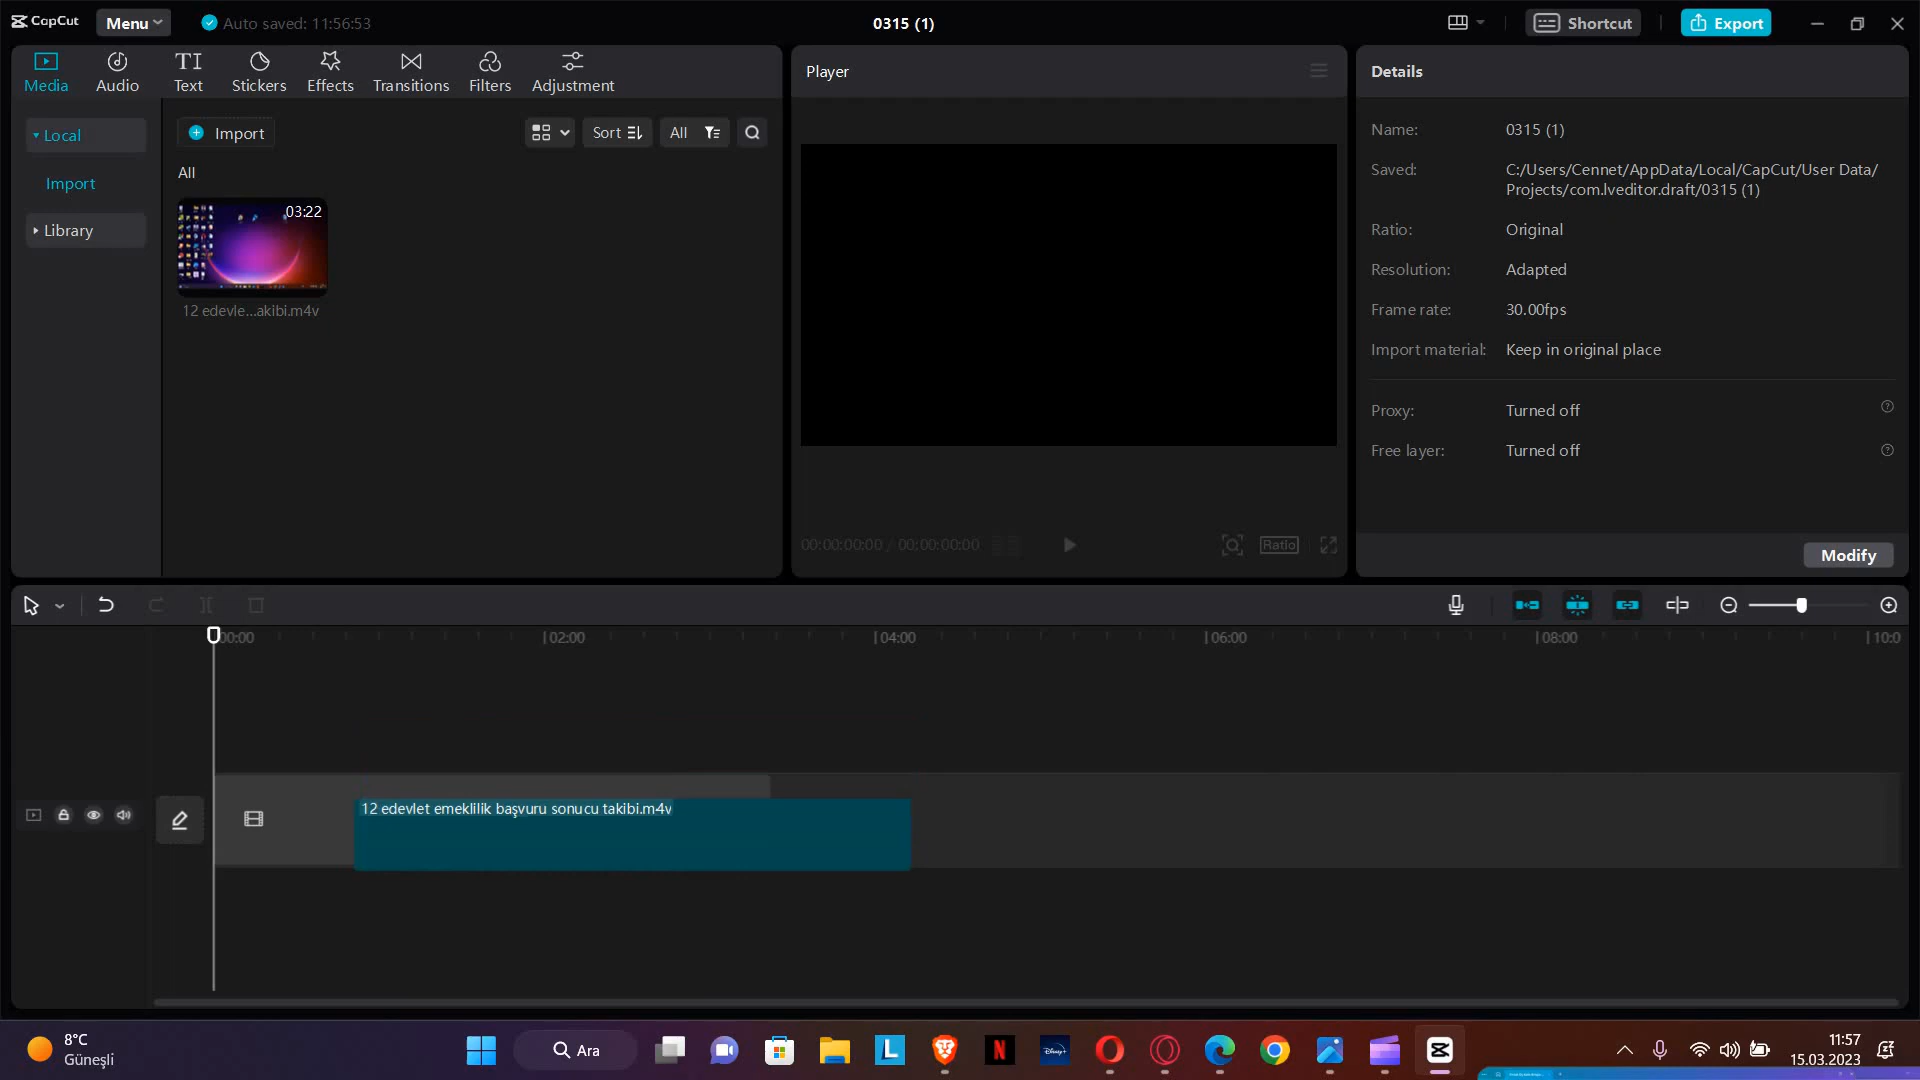 CapCut
Menu
Auto saved: 11:56:53
0315 (1)
Shortcut
Export
Media
Audio
Text
Stickers
Effects
Transitions
Filters
Adjustment
Local
Import
Library
Import
Sort
All
All
03:22
12 edevle...akibi.m4v
Player
00:00:00:00 / 00:00:00:00
Ratio
Details
Name: 0315 (1)
Saved: C:/Users/Cennet/AppData/Local/CapCut/User Data/
Projects/com.lveditor.draft/0315 (1)
Ratio: Original
Resolution: Adapted
Frame rate: 30.00fps
Import material: Keep in original place
Proxy: Turned off
Free layer: Turned off
Modify
00:00
02:00
04:00
06:00
08:00
10:0
12 edevlet emeklilik başvuru sonucu takibi.m4v
8°C
Güneşli
Ara
L
N
Disney+
11:57
15.03.2023